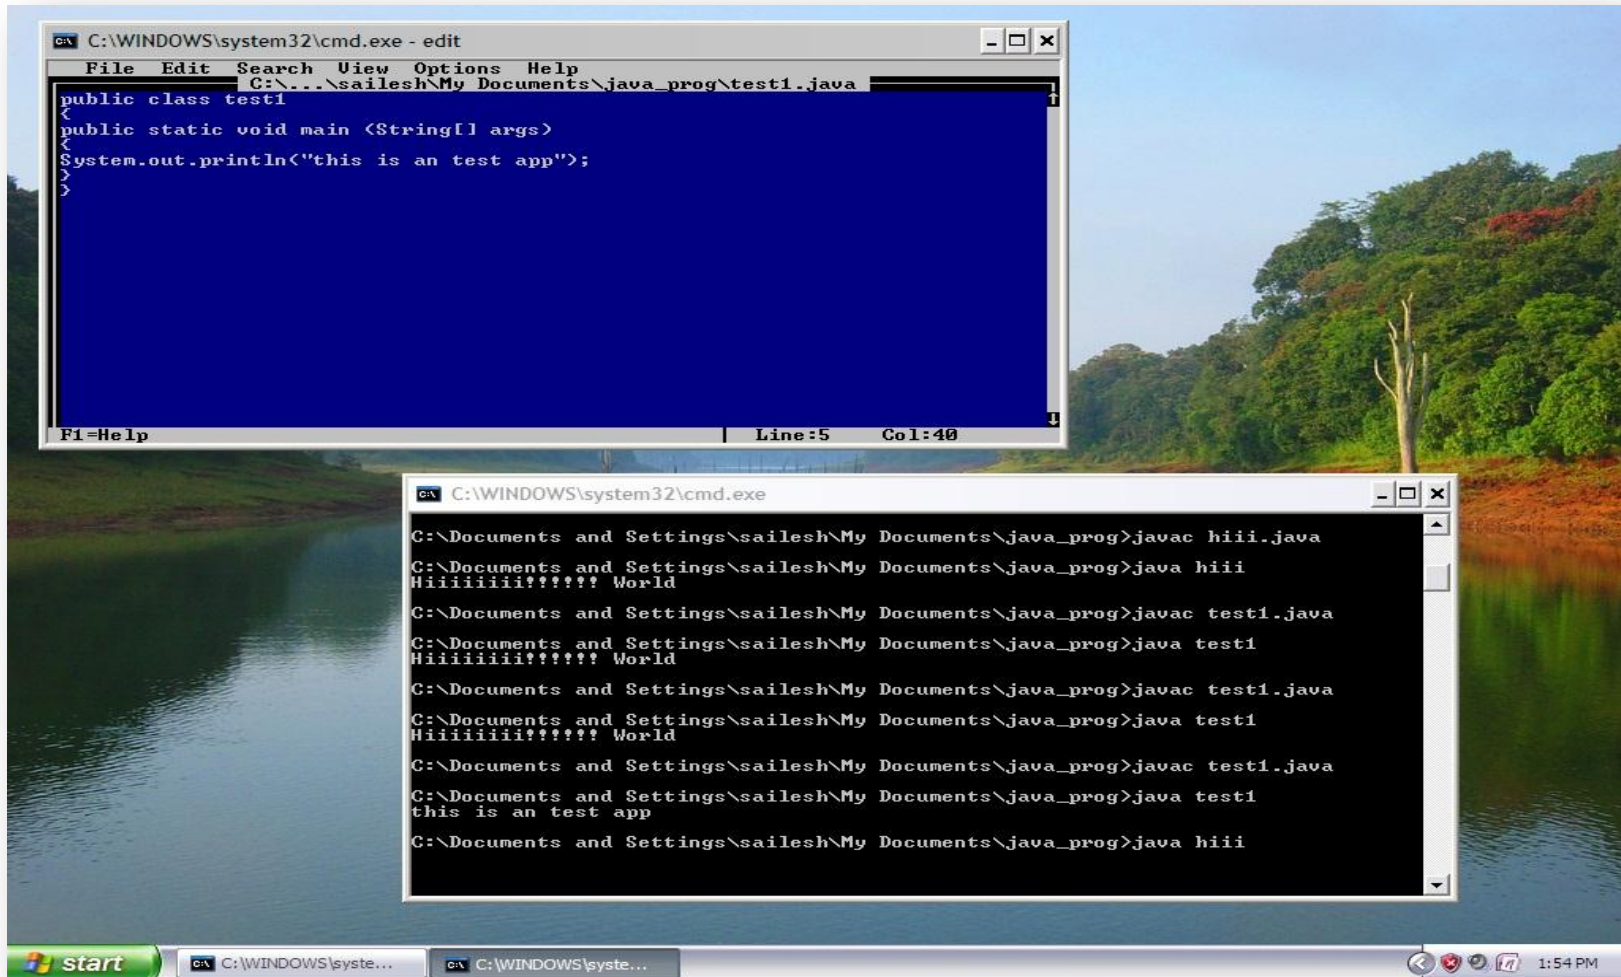 C:\WINDOWS\system32\cmd.exe - edit
File Edit Search View Options Help
C:\...\sailesh\My Documents\java_prog\test1.java
public class test1
{
public static void main (String[] args)
{
System.out.println("this is an test app");
}
}
F1=Help Line:5 Col:40
C:\WINDOWS\system32\cmd.exe
C:\Documents and Settings\sailesh\My Documents\java_prog>javac hiii.java
C:\Documents and Settings\sailesh\My Documents\java_prog>java hiii
Hiiiiiiii!!!!!! World
C:\Documents and Settings\sailesh\My Documents\java_prog>javac test1.java
C:\Documents and Settings\sailesh\My Documents\java_prog>java test1
Hiiiiiiii!!!!!! World
C:\Documents and Settings\sailesh\My Documents\java_prog>javac test1.java
C:\Documents and Settings\sailesh\My Documents\java_prog>java test1
Hiiiiiiii!!!!!! World
C:\Documents and Settings\sailesh\My Documents\java_prog>javac test1.java
C:\Documents and Settings\sailesh\My Documents\java_prog>java test1
this is an test app
C:\Documents and Settings\sailesh\My Documents\java_prog>java hiii
start C:\WINDOWS\syste... C:\WINDOWS\syste... 1:54 PM